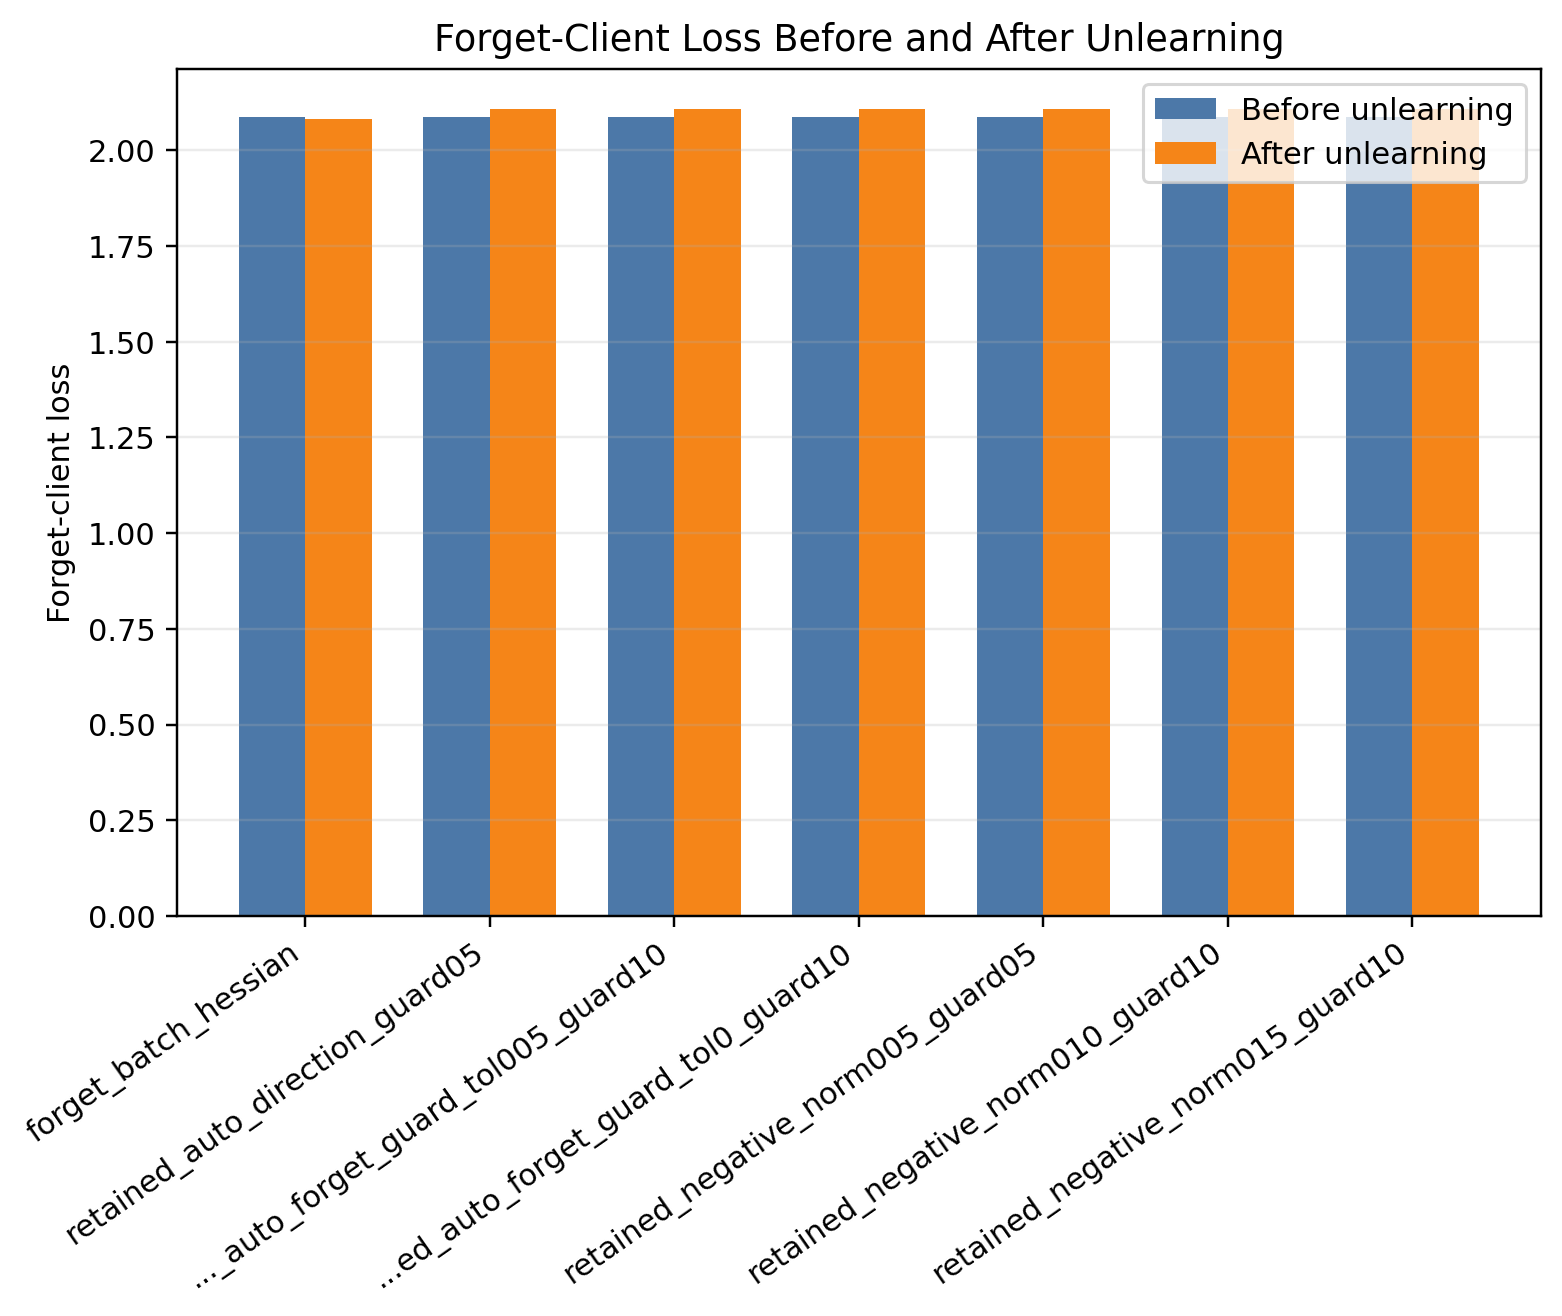 Forget-Client Loss Before and After Unlearning
Before unlearning
After unlearning
Forget-client loss
2.00
1.75
1.50
1.25
1.00
0.75
0.50
0.25
0.00
forget_batch_hessian
retained_auto_direction_guard05
..._auto_forget_guard_tol005_guard10
...ed_auto_forget_guard_tol0_guard10
retained_negative_norm005_guard05
retained_negative_norm010_guard10
retained_negative_norm015_guard10